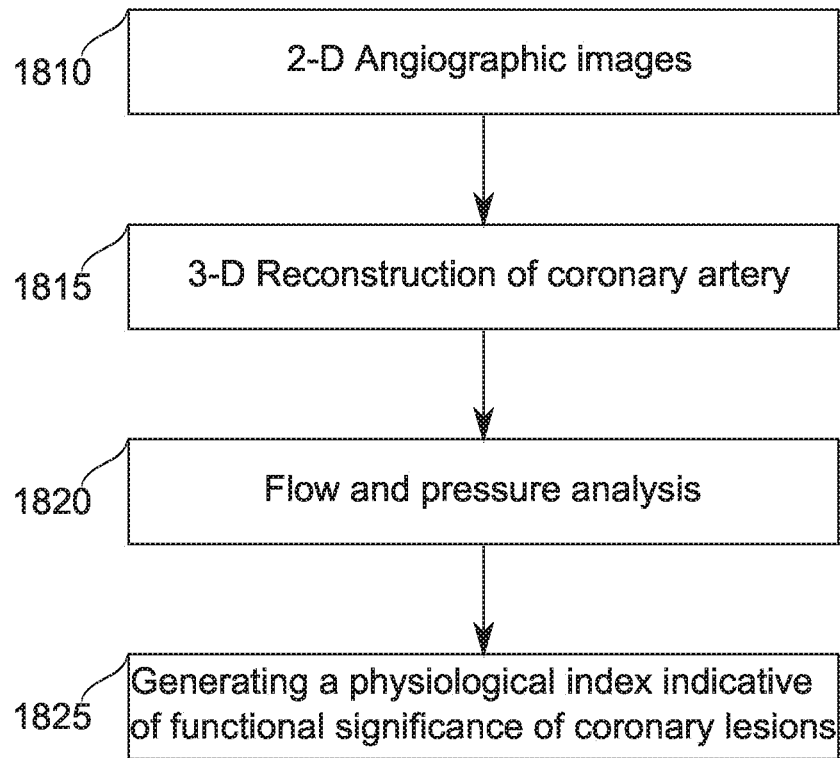 1810
2-D Angiographic images
1815
3-D Reconstruction of coronary artery
1820
Flow and pressure analysis
1825
Generating a physiological index indicative
of functional significance of coronary lesions